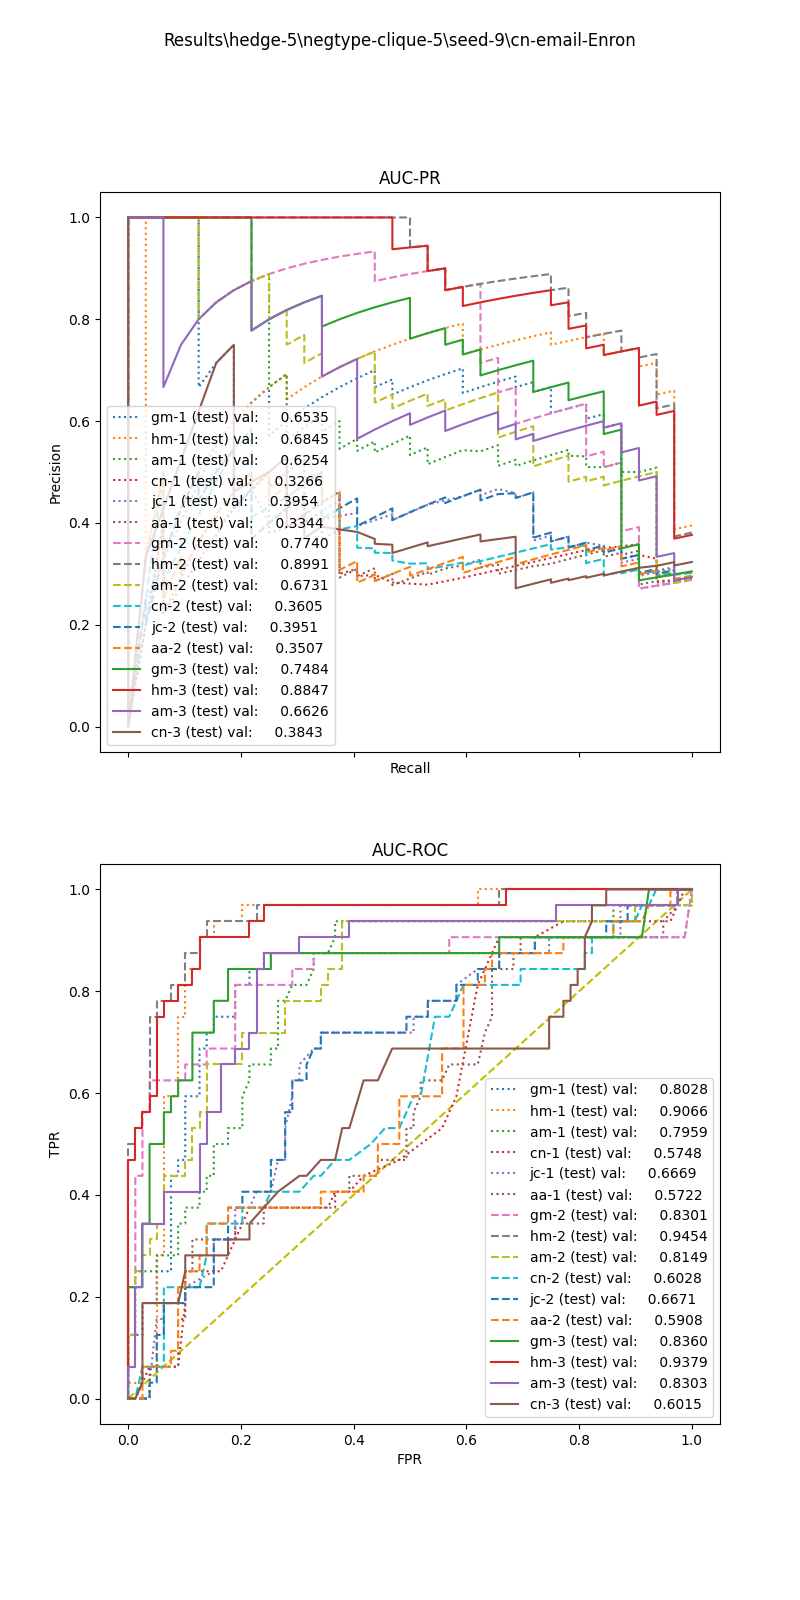 Results\hedge-5\negtype-clique-5\seed-9\cn-email-Enron
AUC-PR
1.0
0.8
0.6
0.4
0.2
0.0
Precision
gm-1 (test) val: 0.6535
hm-1 (test) val: 0.6845
am-1 (test) val: 0.6254
cn-1 (test) val: 0.3266
jc-1 (test) val: 0.3954
aa-1 (test) val: 0.3344
gm-2 (test) val: 0.7740
hm-2 (test) val: 0.8991
am-2 (test) val: 0.6731
cn-2 (test) val: 0.3605
jc-2 (test) val: 0.3951
aa-2 (test) val: 0.3507
gm-3 (test) val: 0.7484
hm-3 (test) val: 0.8847
am-3 (test) val: 0.6626
cn-3 (test) val: 0.3843
Recall
AUC-ROC
1.0
0.8
0.6
0.4
0.2
0.0
TPR
gm-1 (test) val: 0.8028
hm-1 (test) val: 0.9066
am-1 (test) val: 0.7959
cn-1 (test) val: 0.5748
jc-1 (test) val: 0.6669
aa-1 (test) val: 0.5722
gm-2 (test) val: 0.8301
hm-2 (test) val: 0.9454
am-2 (test) val: 0.8149
cn-2 (test) val: 0.6028
jc-2 (test) val: 0.6671
aa-2 (test) val: 0.5908
gm-3 (test) val: 0.8360
hm-3 (test) val: 0.9379
am-3 (test) val: 0.8303
cn-3 (test) val: 0.6015
0.0 0.2 0.4 0.6 0.8 1.0
FPR